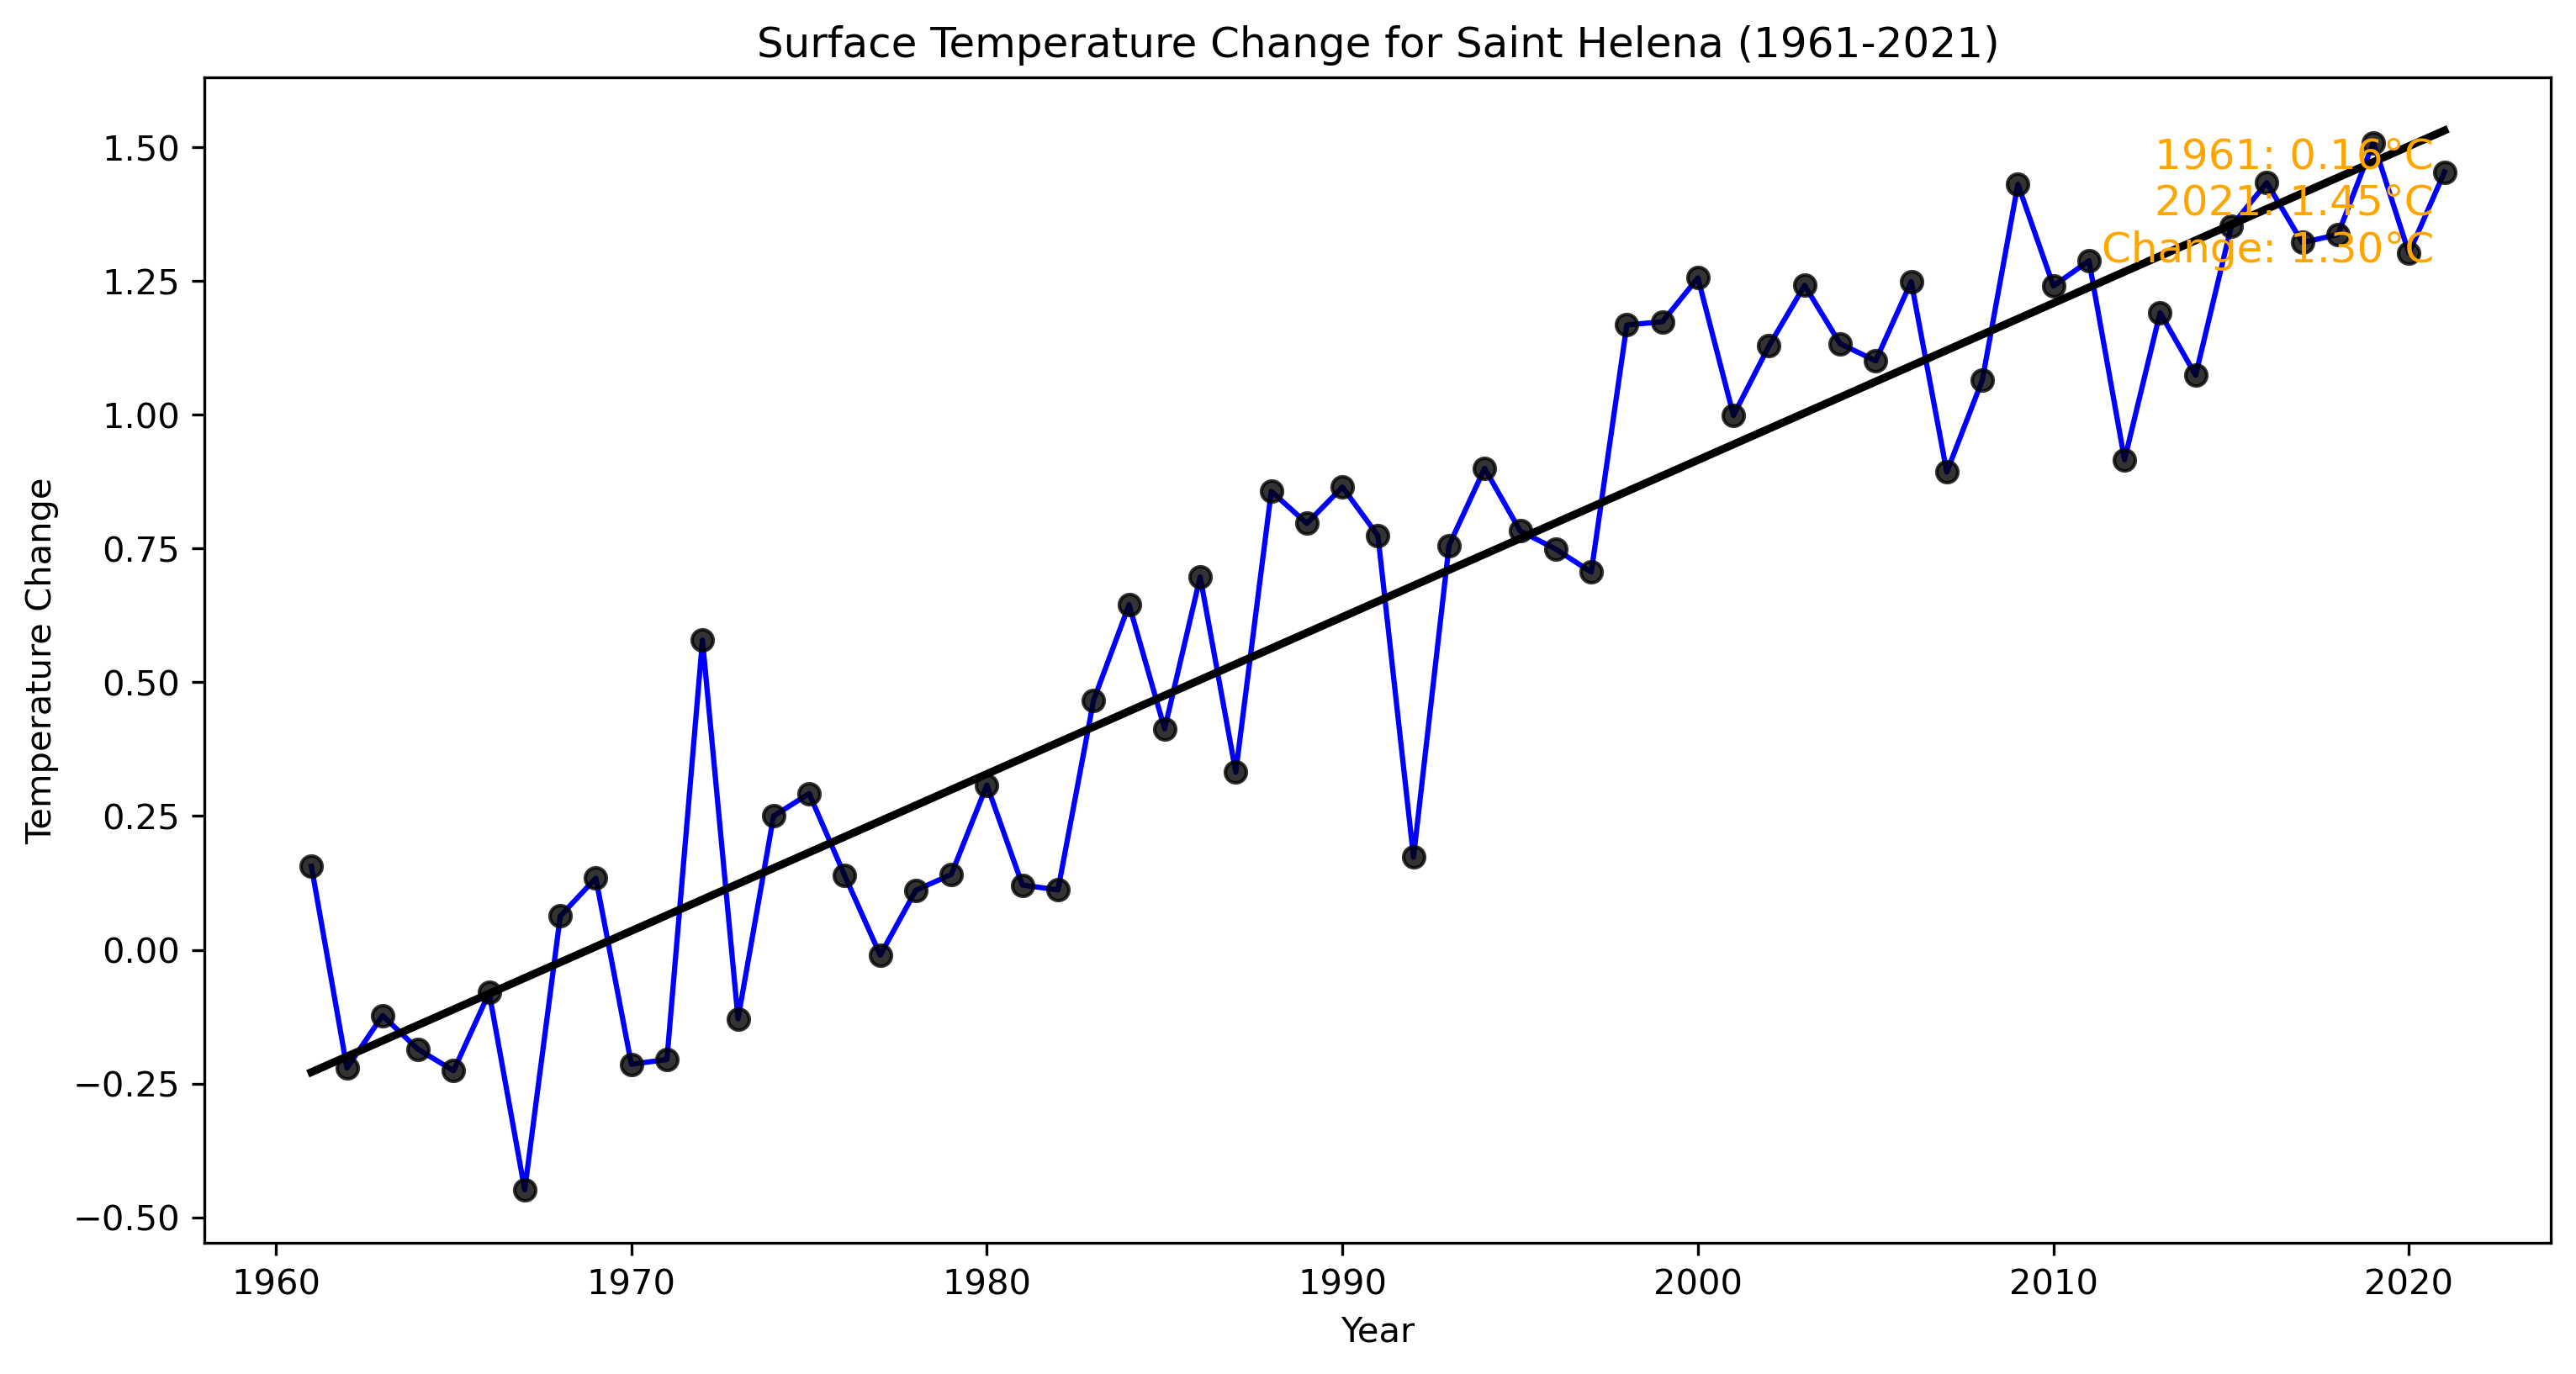 Surface Temperature Change for Saint Helena (1961-2021)
1961: 0.16°C
2021: 1.45°C
Change: 1.30°C
Temperature Change
1.50
1.25
1.00
0.75
0.50
0.25
0.00
−0.25
−0.50
1960 1970 1980 1990 2000 2010 2020
Year